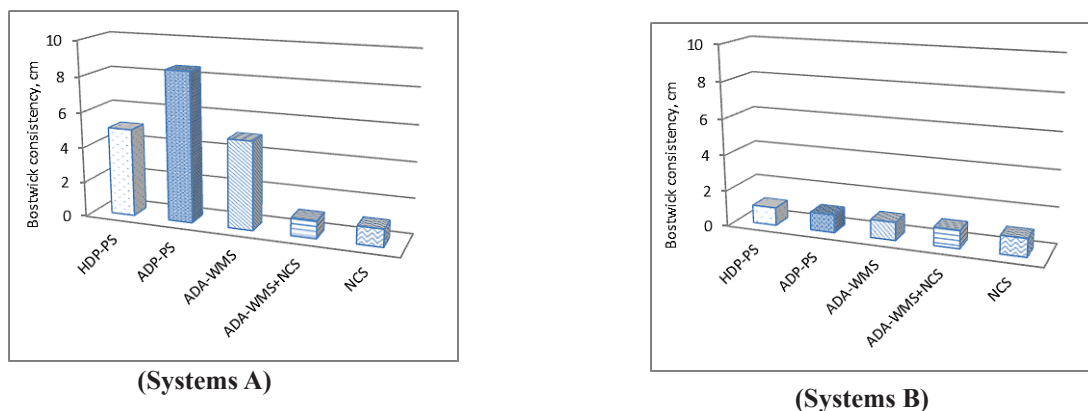 Bostwick consistency, cm
10
8
6
4
2
0
HDP-PS
ADP-PS
ADA-WMS
ADA-WMS+NCS
NCS
(Systems A)
Bostwick consistency, cm
10
8
6
4
2
0
HDP-PS
ADP-PS
ADA-WMS
ADA-WMS+NCS
NCS
(Systems B)